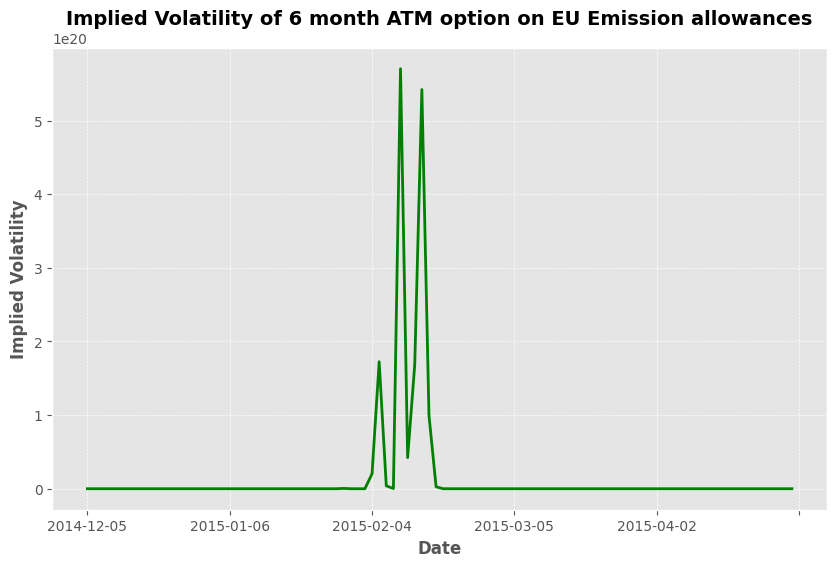 Implied Volatility of 6 month ATM option on EU Emission allowances
1e20
5
4
3
2
1
0
Implied Volatility
2014-12-05 2015-01-06 2015-02-04 2015-03-05 2015-04-02
Date